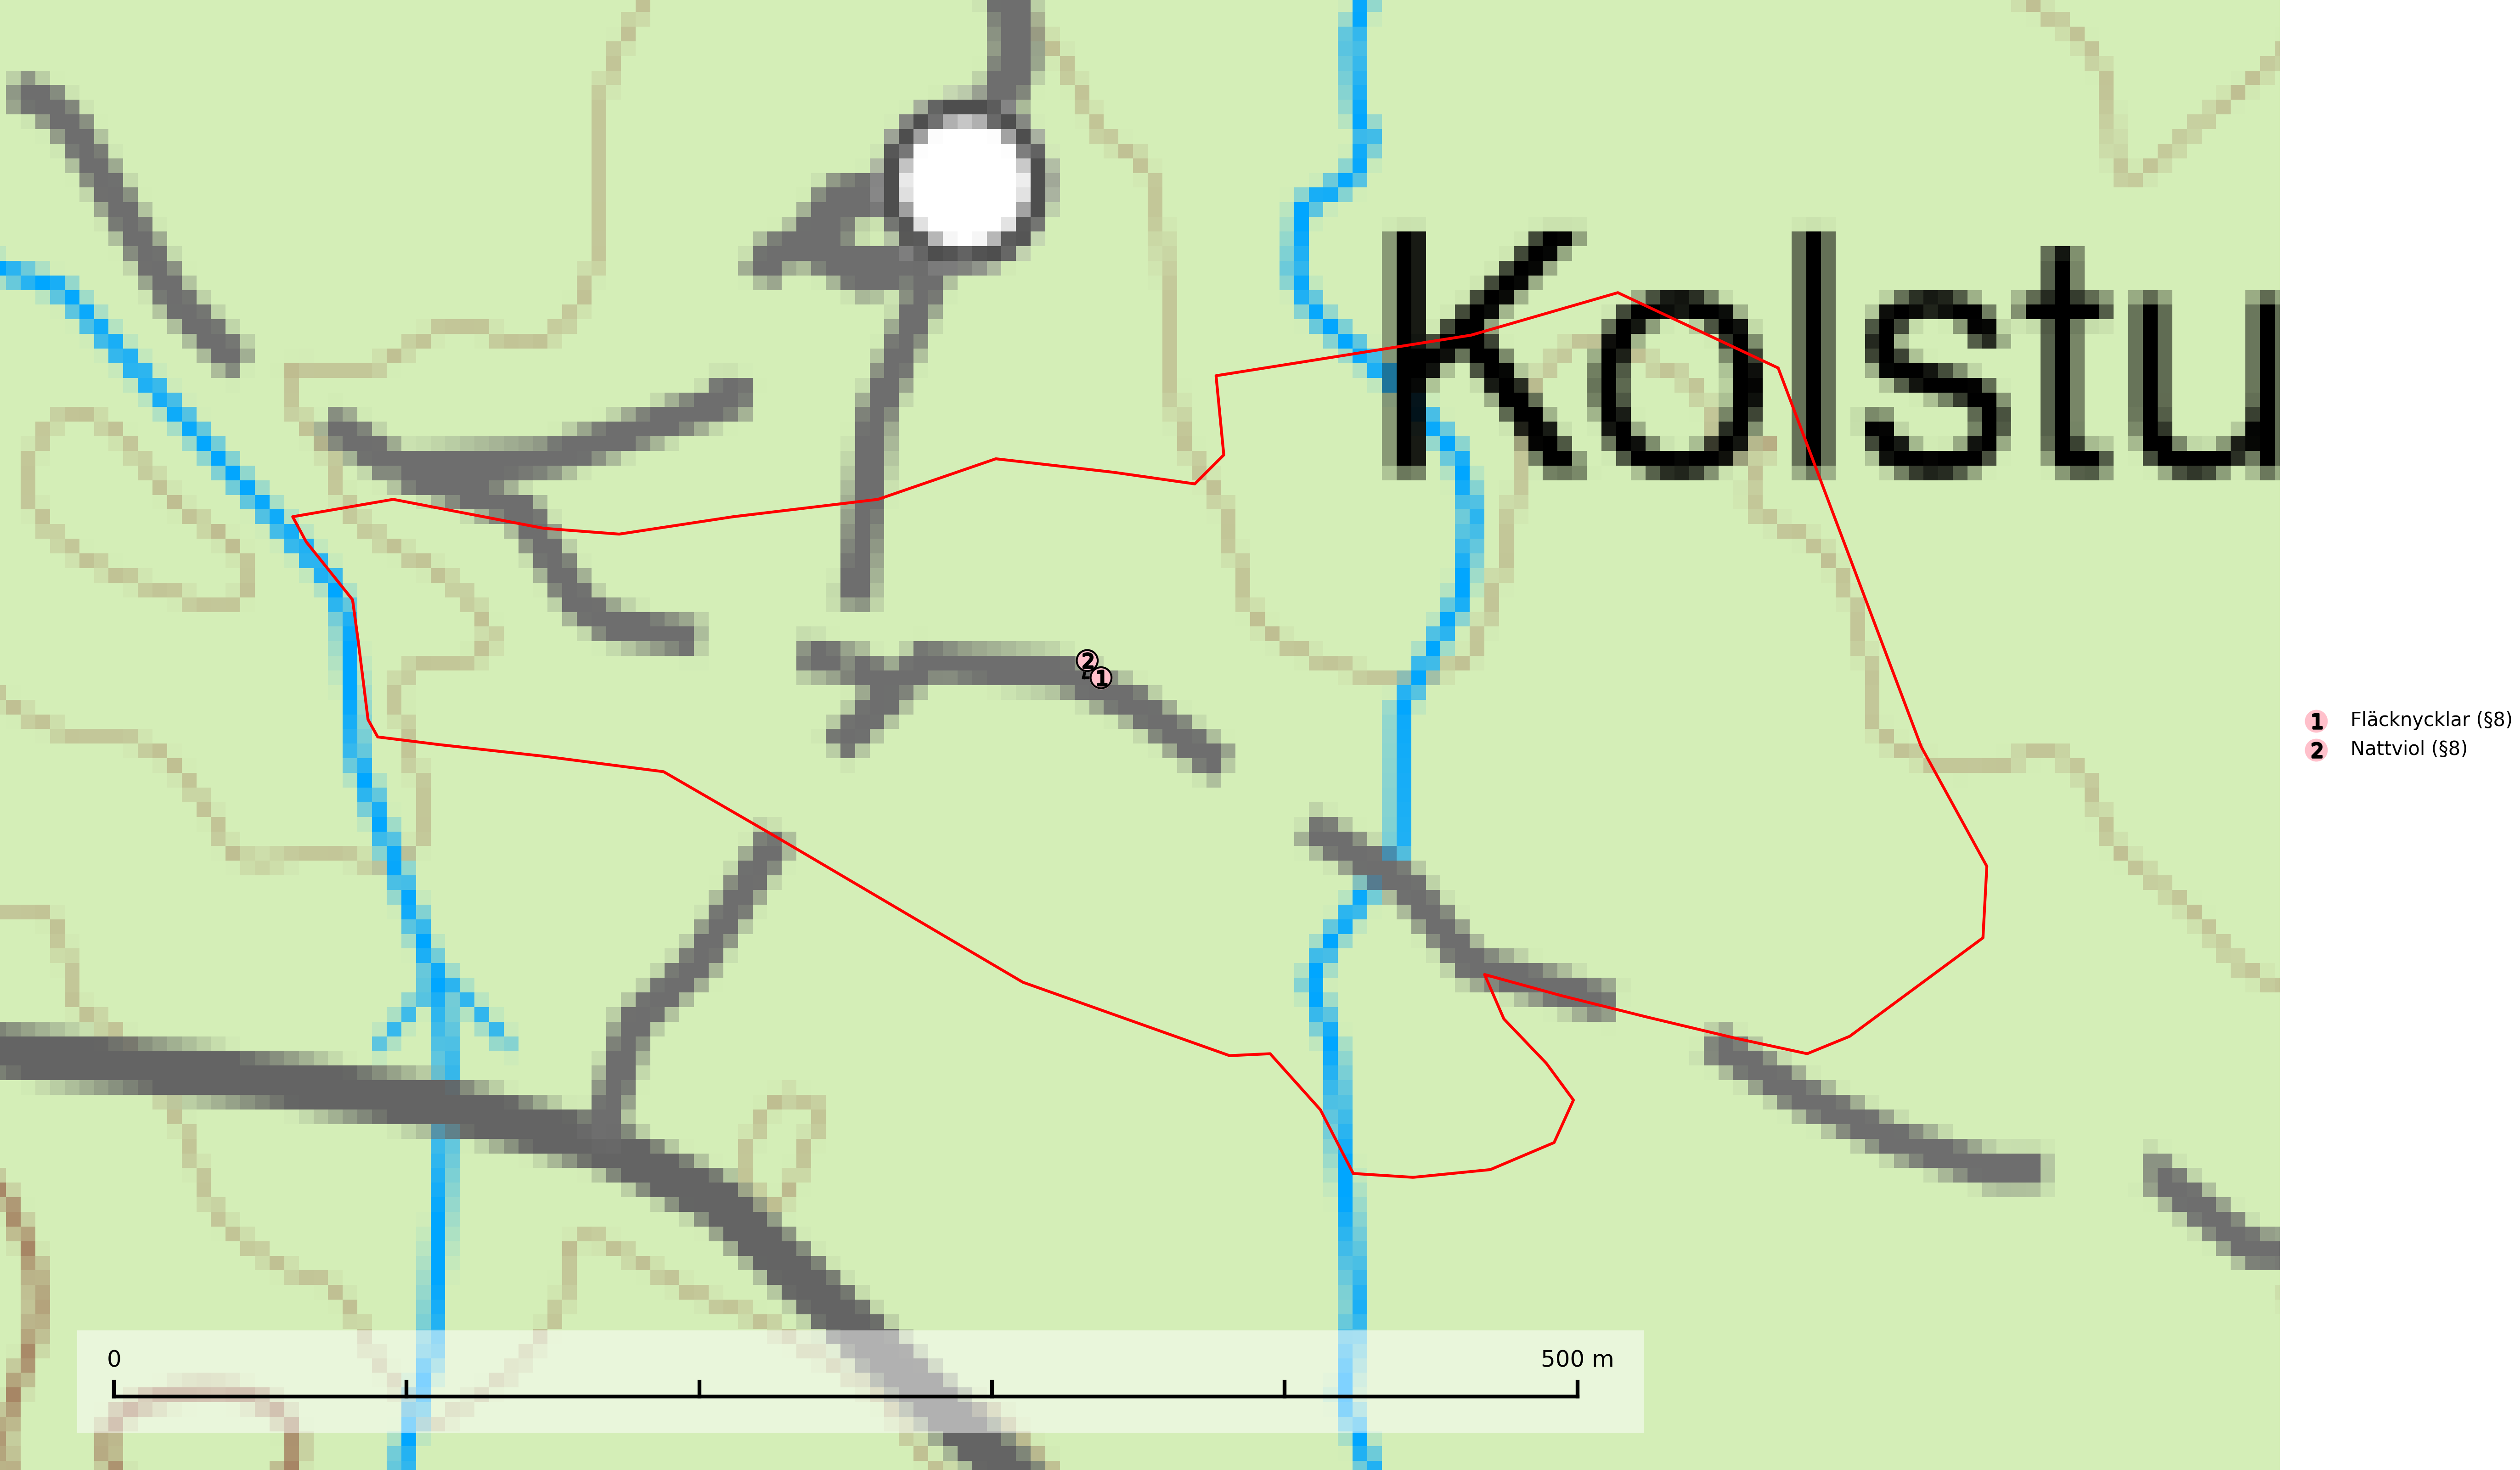 Kolstu
2
1
1 Fläcknycklar (§8)
2 Nattviol (§8)
0 500 m